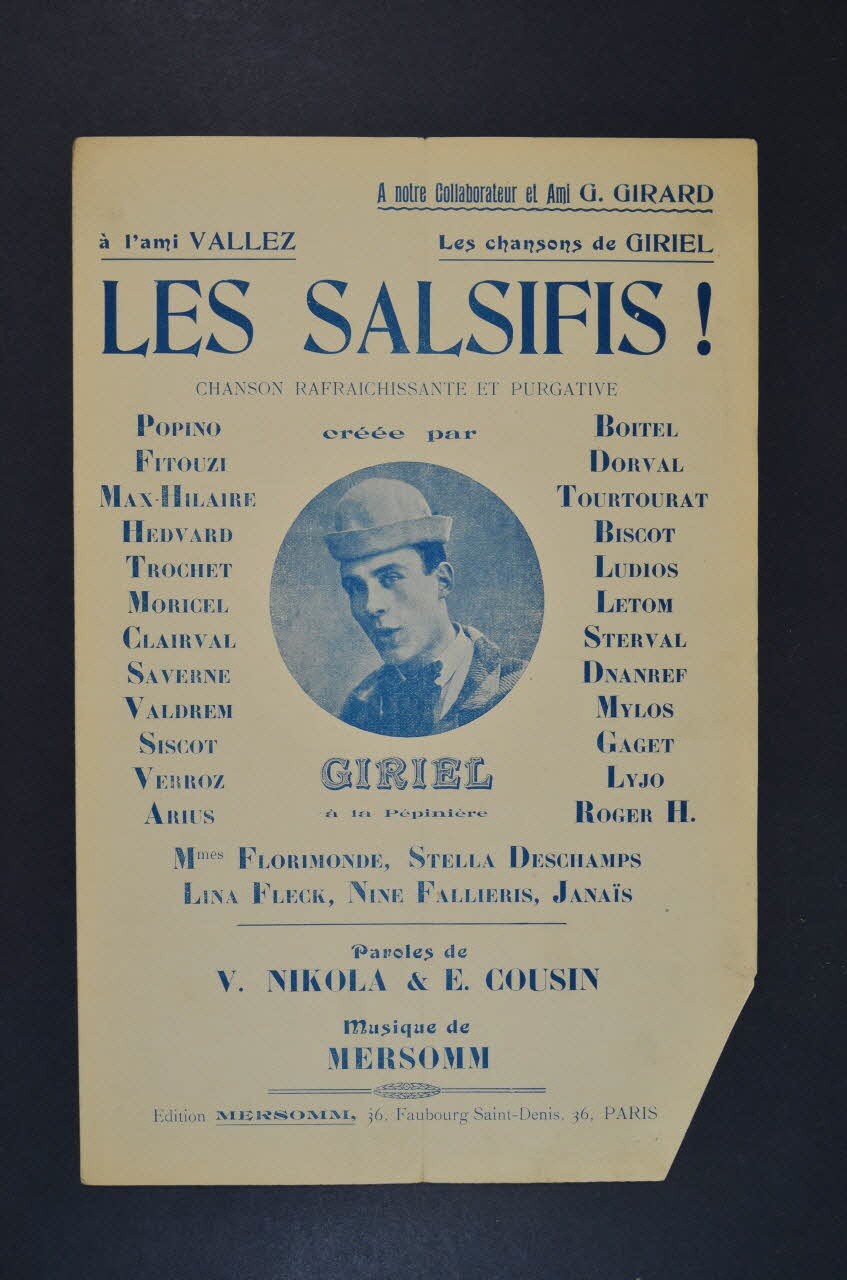 A notre Collaborateur et Ami G. GIRARD
à l'ami VALLEZ
Les chansons de GIRIEL
LES SALSIFIS !
CHANSON RAFRAICHISSANTE ET PURGATIVE
créée par
POPINO
FITOUZI
MAX-HILAIRE
HEDVARD
TROCHET
MORICEL
CLAIRVAL
SAVERNE
VALDREM
SISCOT
VERROZ
ARIUS
GIRIEL
à la Pépinière
BOITEL
DORVAL
TOURTOURAT
BISCOT
LUDIOS
LETOM
STERVAL
DNANREF
MYLOS
GAGET
LYJO
ROGER H.
Mmes FLORIMONDE, STELLA DESCHAMPS
LINA FLECK, NINE FALLIERIS, JANAÏS
Paroles de
V. NIKOLA & E. COUSIN
Musique de
MERSOMM
Edition MERSOMM, 36, Faubourg Saint-Denis, 36, PARIS